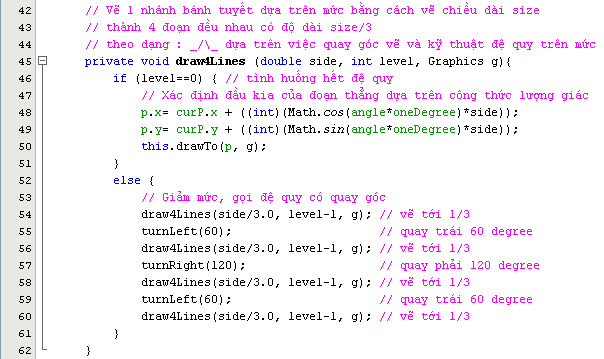 42 // Vẽ 1 nhánh bánh tuyết dựa trên mức bằng cách vẽ chiều dài size
43 // thành 4 đoạn đều nhau có độ dài size/3
44 // theo dạng : _/\_ dựa trên việc quay góc vẽ và kỹ thuật đệ quy trên mức
45 private void draw4Lines (double side, int level, Graphics g){
46 if (level==0) { // tình huống hết đệ quy
47 // Xác định đầu kia của đoạn thẳng dựa trên công thức lượng giác
48 p.x= curP.x + ((int)(Math.cos(angle*oneDegree)*side));
49 p.y= curP.y + ((int)(Math.sin(angle*oneDegree)*side));
50 this.drawTo(p, g);
51 }
52 else {
53 // Giảm mức, gọi đệ quy có quay góc
54 draw4Lines(side/3.0, level-1, g); // vẽ tới 1/3
55 turnLeft(60); // quay trái 60 degree
56 draw4Lines(side/3.0, level-1, g); // vẽ tới 1/3
57 turnRight(120); // quay phải 120 degree
58 draw4Lines(side/3.0, level-1, g); // vẽ tới 1/3
59 turnLeft(60); // quay trái 60 degree
60 draw4Lines(side/3.0, level-1, g); // vẽ tới 1/3
61 }
62 }